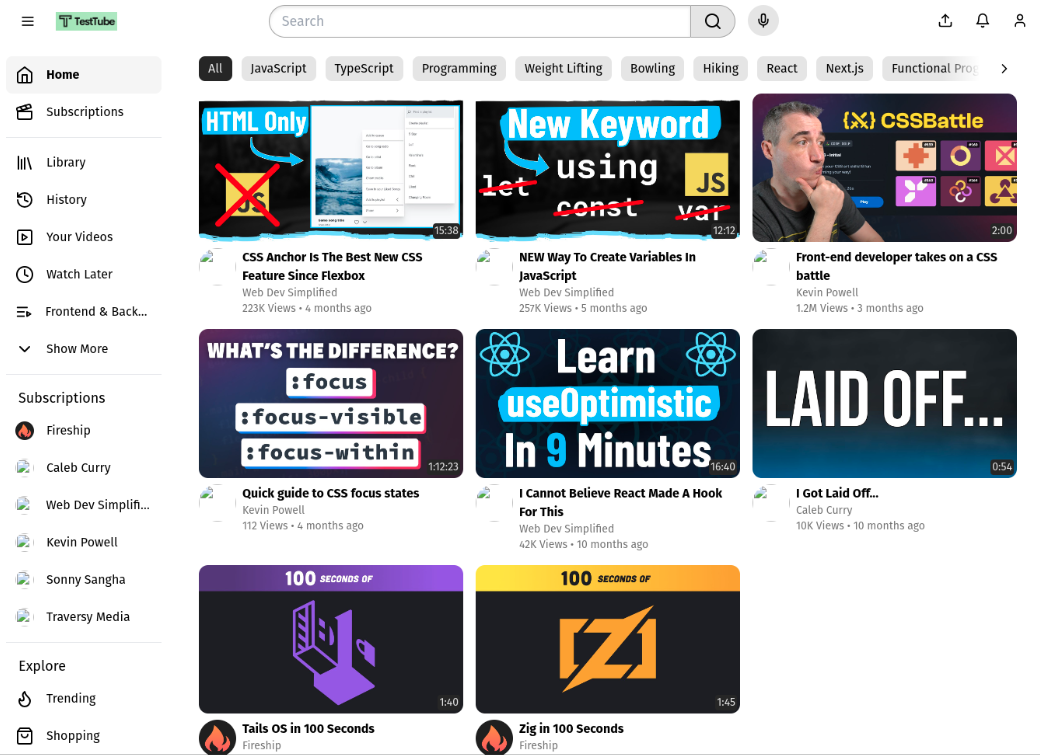 TestTube
Search
Home
Subscriptions
Library
History
Your Videos
Watch Later
Frontend & Back...
Show More
Subscriptions
Fireship
Caleb Curry
Web Dev Simplifi...
Kevin Powell
Sonny Sangha
Traversy Media
Explore
Trending
Shopping
All JavaScript TypeScript Programming Weight Lifting Bowling Hiking React Next.js Functional Prog
HTML Only
JS
15:38
CSS Anchor Is The Best New CSS
Feature Since Flexbox
Web Dev Simplified
223K Views • 4 months ago
New Keyword
using
let
const
var
JS
12:12
NEW Way To Create Variables In
JavaScript
Web Dev Simplified
257K Views • 5 months ago
CSSBattle
2:00
Front-end developer takes on a CSS
battle
Kevin Powell
1.2M Views • 3 months ago
WHAT'S THE DIFFERENCE?
:focus
:focus-visible
:focus-within
1:12:23
Quick guide to CSS focus states
Kevin Powell
112 Views • 4 months ago
Learn
useOptimistic
In 9 Minutes
16:40
I Cannot Believe React Made A Hook
For This
Web Dev Simplified
42K Views • 10 months ago
LAID OFF...
0:54
I Got Laid Off...
Caleb Curry
10K Views • 10 months ago
100 SECONDS OF
1:40
Tails OS in 100 Seconds
Fireship
100 SECONDS OF
1:45
Zig in 100 Seconds
Fireship